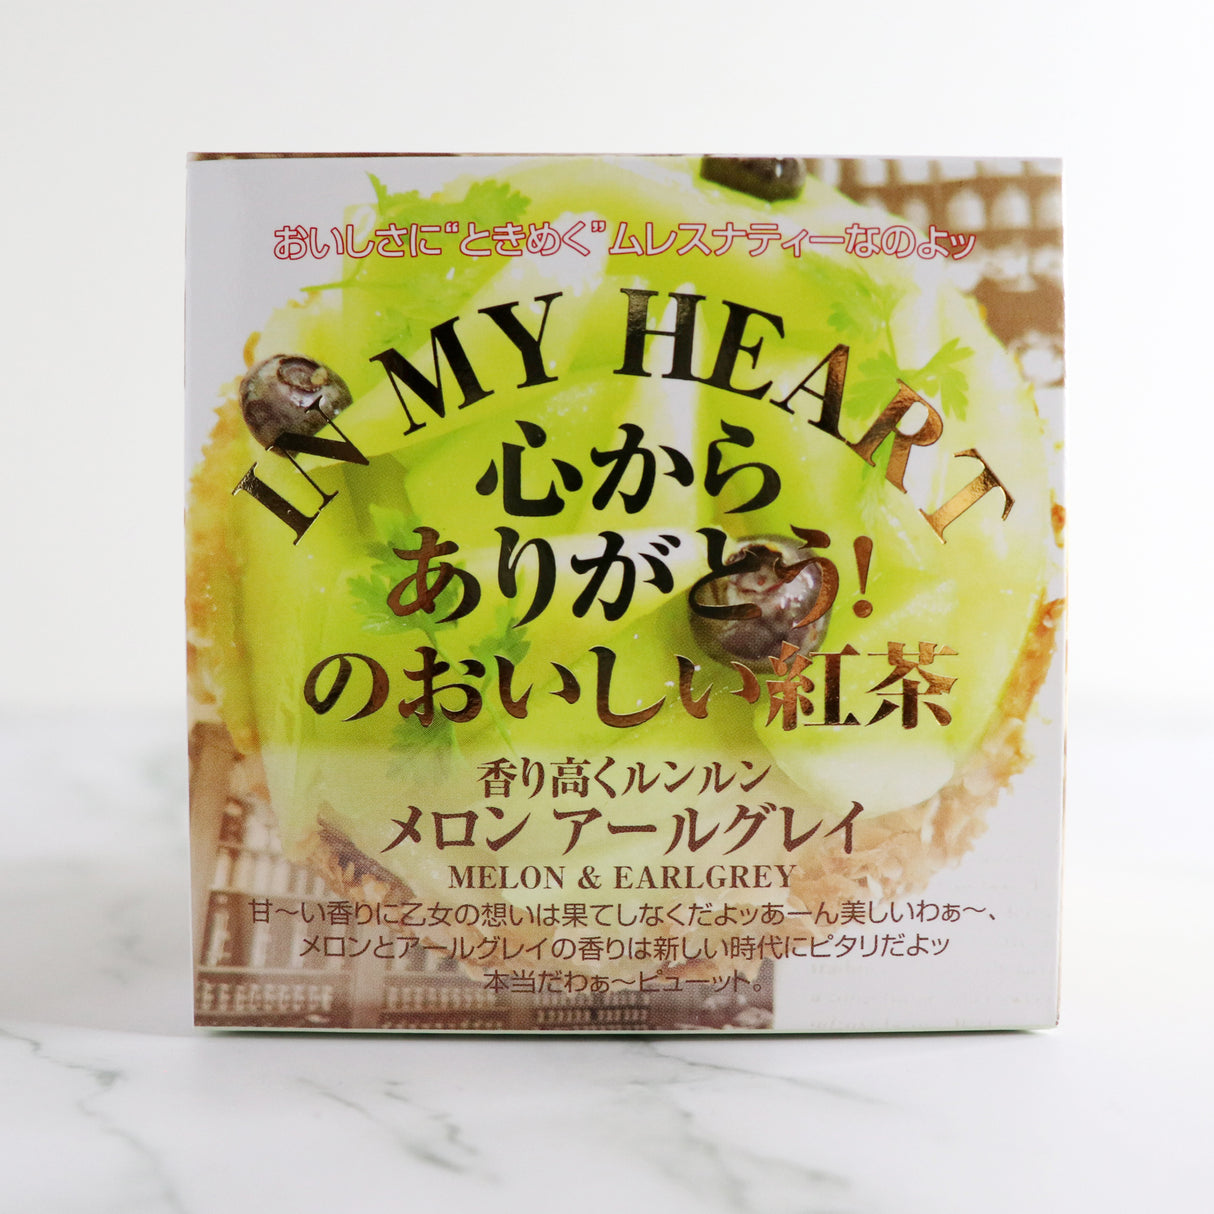 おいしさに“ときめく”ムレスナティーなのよッ
IN MY HEART
心から
ありがとう!
のおいしい紅茶
香り高くルンルン
メロン アールグレイ
MELON & EARLGREY
甘〜い香りに乙女の想いは果てしなくだよッあーん美しいわぁ〜、
メロンとアールグレイの香りは新しい時代にピタリだよッ
本当だわぁ〜ピューット。